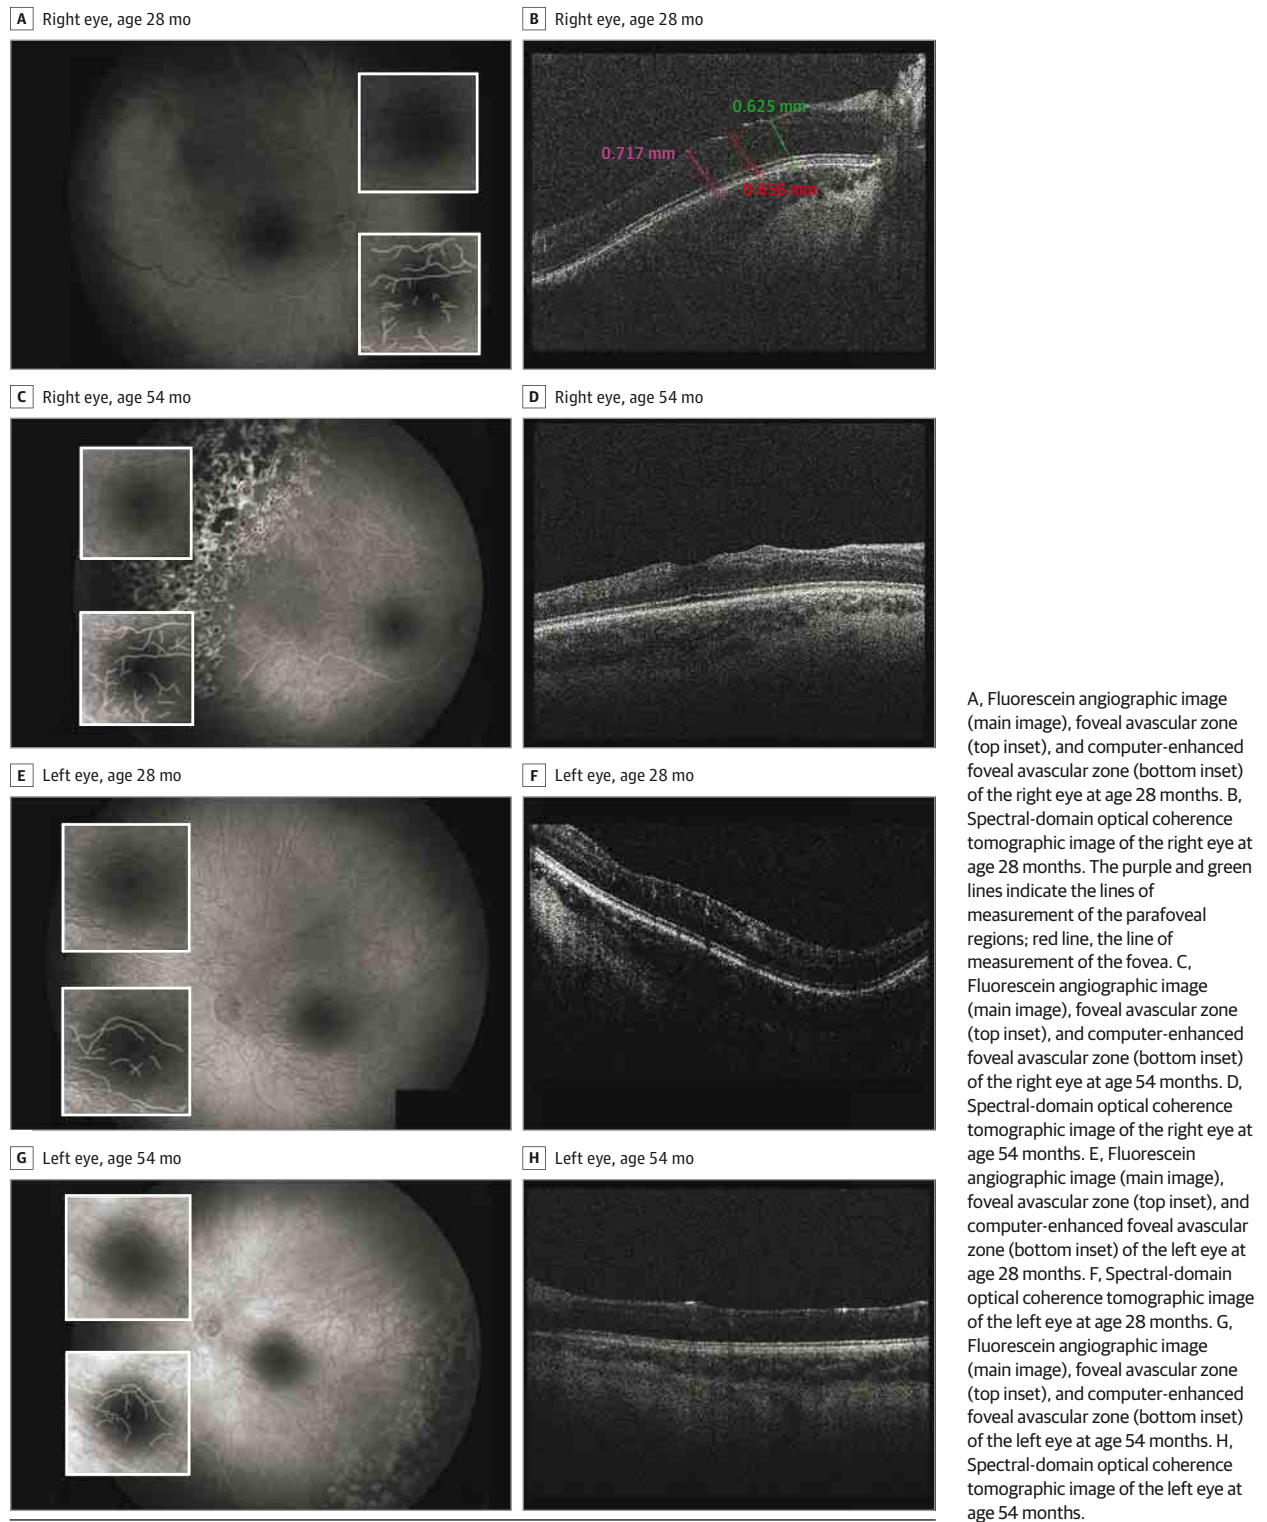 A Right eye, age 28 mo
B Right eye, age 28 mo
0.625 mm
0.717 mm
0.656 mm
C Right eye, age 54 mo
D Right eye, age 54 mo
E Left eye, age 28 mo
F Left eye, age 28 mo
G Left eye, age 54 mo
H Left eye, age 54 mo
A, Fluorescein angiographic image
(main image), foveal avascular zone
(top inset), and computer-enhanced
foveal avascular zone (bottom inset)
of the right eye at age 28 months. B,
Spectral-domain optical coherence
tomographic image of the right eye at
age 28 months. The purple and green
lines indicate the lines of
measurement of the parafoveal
regions; red line, the line of
measurement of the fovea. C,
Fluorescein angiographic image
(main image), foveal avascular zone
(top inset), and computer-enhanced
foveal avascular zone (bottom inset)
of the right eye at age 54 months. D,
Spectral-domain optical coherence
tomographic image of the right eye at
age 54 months. E, Fluorescein
angiographic image (main image),
foveal avascular zone (top inset), and
computer-enhanced foveal avascular
zone (bottom inset) of the left eye at
age 28 months. F, Spectral-domain
optical coherence tomographic image
of the left eye at age 28 months. G,
Fluorescein angiographic image
(main image), foveal avascular zone
(top inset), and computer-enhanced
foveal avascular zone (bottom inset)
of the left eye at age 54 months. H,
Spectral-domain optical coherence
tomographic image of the left eye at
age 54 months.